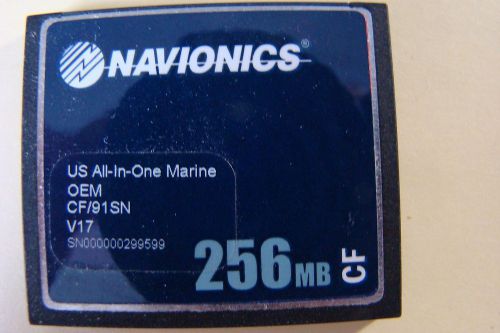 NAVIONICS®
US All-In-One Marine
OEM
CF/91SN
V17
SN000000299599
256MB CF